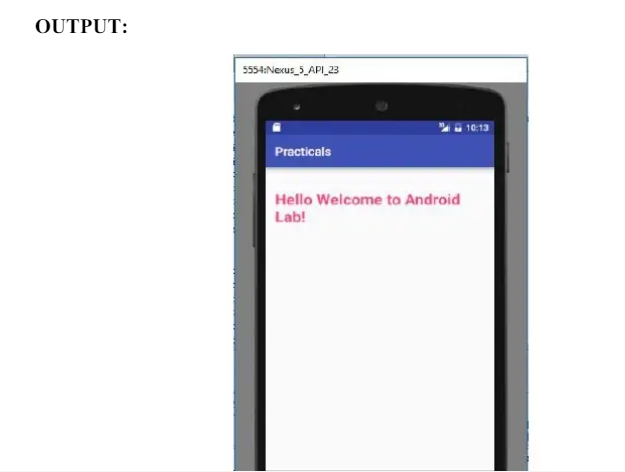 OUTPUT:
5554:Nexus_5_API_23
10:13
Practicals
Hello Welcome to Android
Lab!